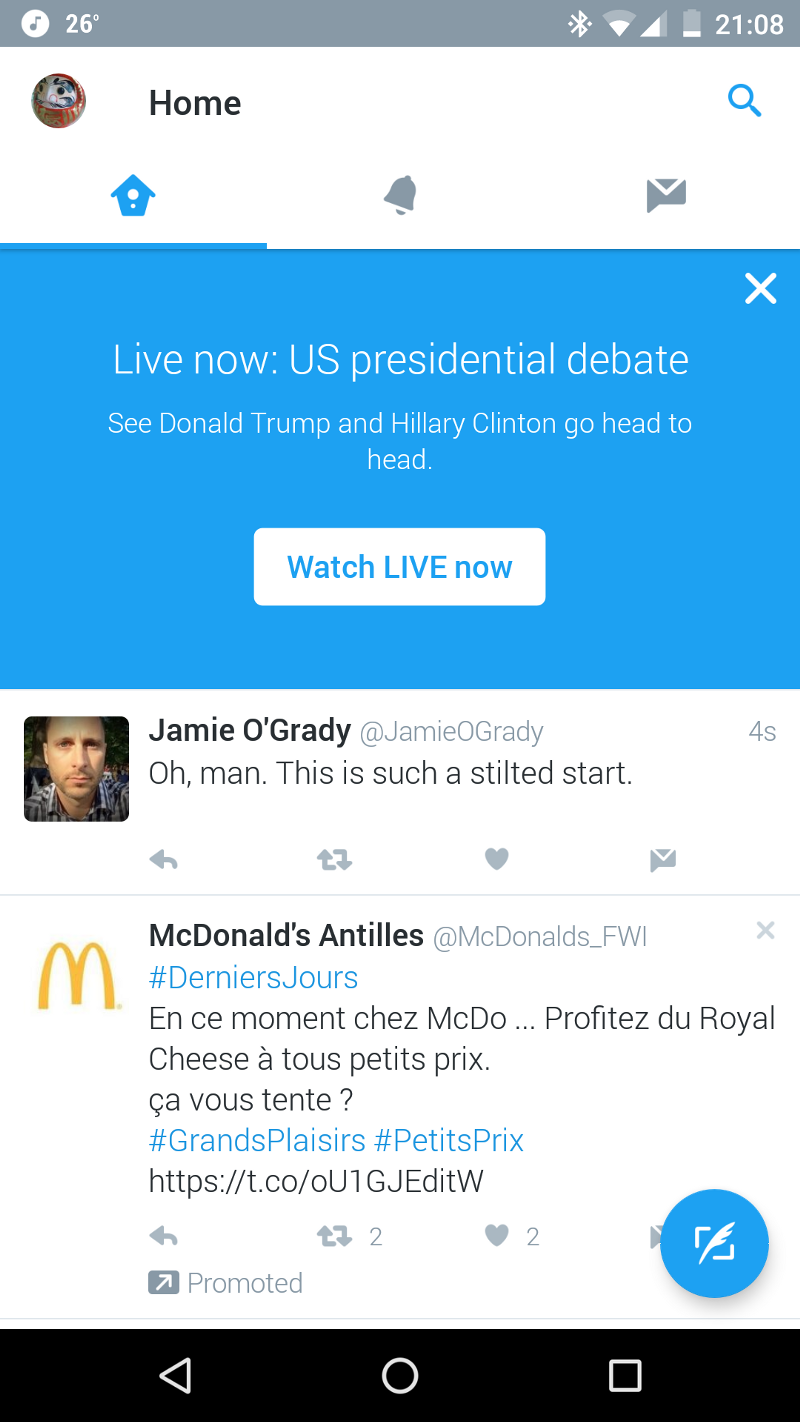 26° 21:08
Home
Live now: US presidential debate
See Donald Trump and Hillary Clinton go head to
head.
Watch LIVE now
Jamie O'Grady @JamieOGrady 4s
Oh, man. This is such a stilted start.
McDonald's Antilles @McDonalds_FWI
#DerniersJours
En ce moment chez McDo ... Profitez du Royal
Cheese à tous petits prix.
ça vous tente ?
#GrandsPlaisirs #PetitsPrix
https://t.co/oU1GJEditW
2 2
Promoted